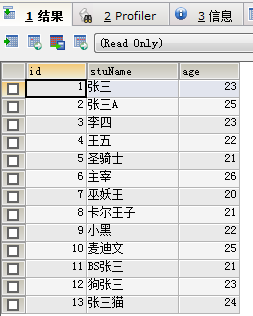 1 结果 2 Profiler 3 信息
(Read Only)
id stuName age
1 张三 23
2 张三A 25
3 李四 23
4 王五 22
5 圣骑士 21
6 主宰 26
7 巫妖王 20
8 卡尔王子 21
9 小黑 22
10 麦迪文 25
11 BS张三 21
12 狗张三 23
13 张三猫 24